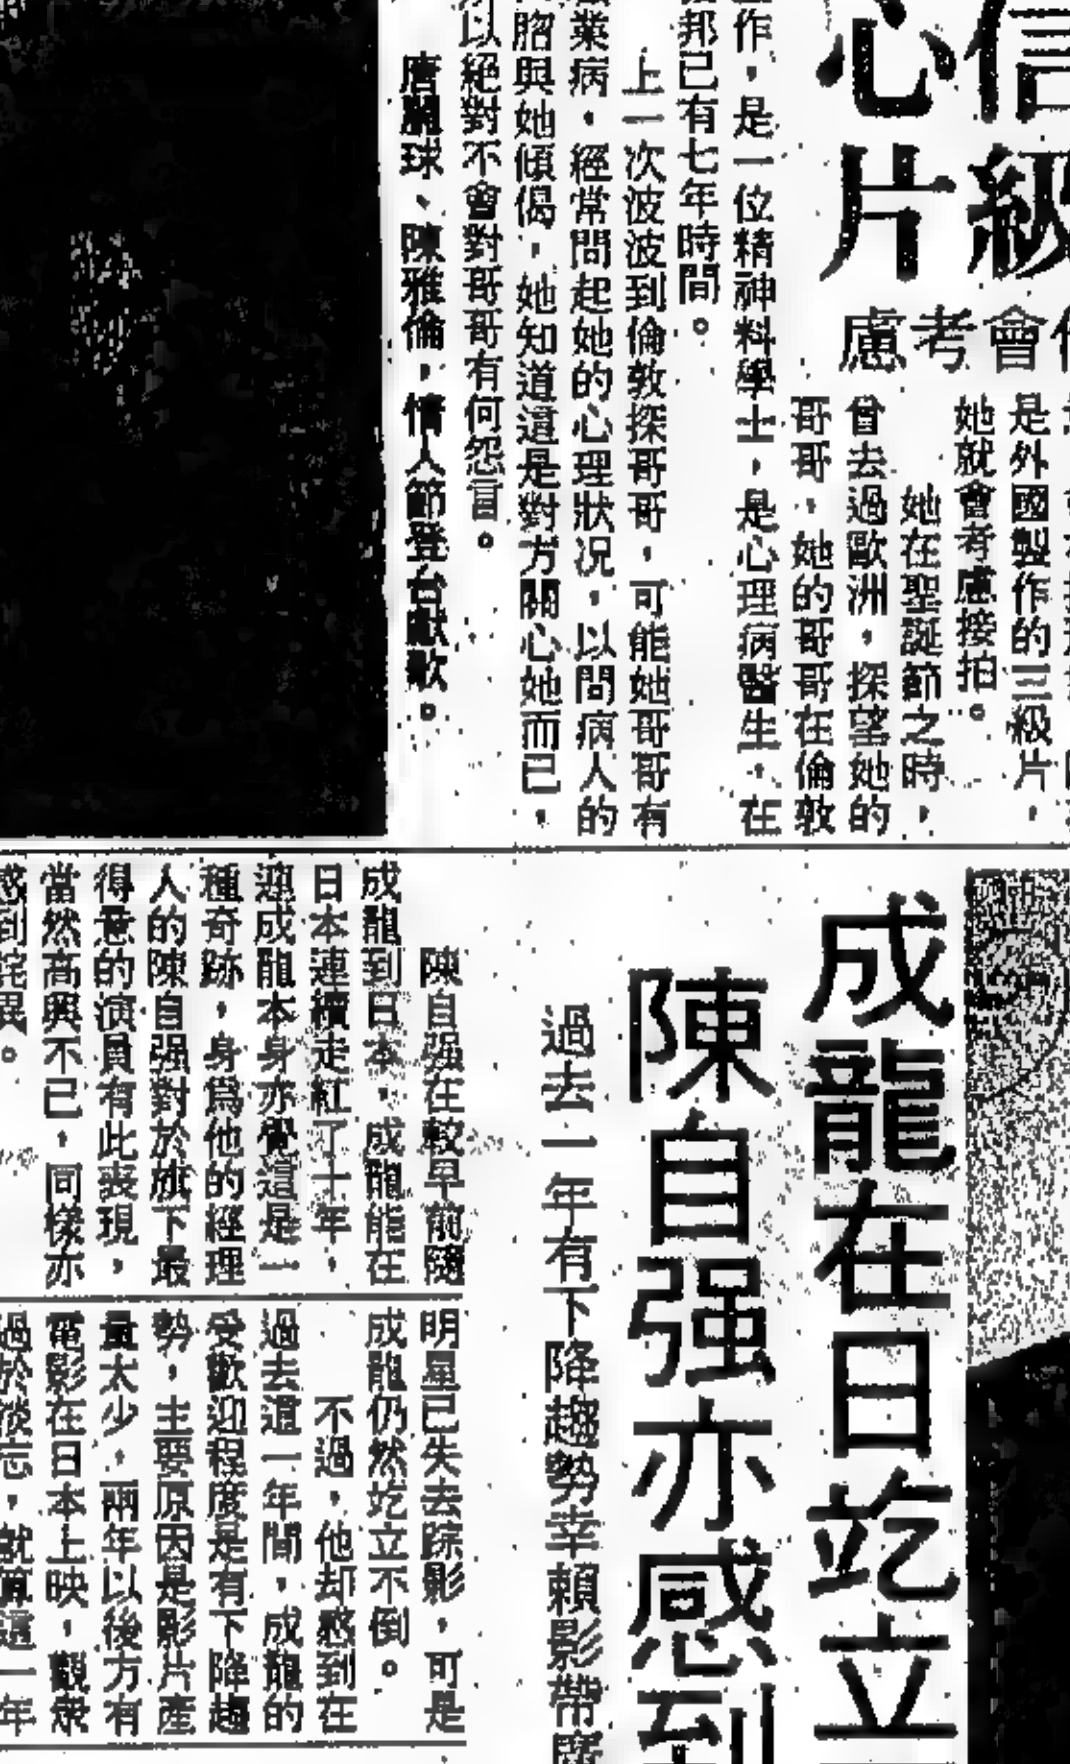 信
心
級
片
會考慮
是外國製作的三級片，
她就會考慮接拍。
她在聖誕節之時，
曾去過歐洲，探望她的
哥哥，她的哥哥在倫敦
作，是一位精神科學士，是心理病醫生，在
邦已有七年時間。
上一次波波到倫敦探哥哥，可能她哥哥有
業病，經常問起她的心理狀况，以問病人的
與她傾偈，她知道這是對方關心她而已，
以絕對不會對哥哥有何怨言。
唐麗球、陳雅倫，情人節登台獻歌。
成龍在日竑立
陳自强亦感到
過去一年有下降趨勢幸賴影帶
陳自强在較早前隨
成龍到日本，成龍能在
日本連續走紅了十年，
迎成龍本身亦覺這是一
種奇跡，身爲他的經理
人的陳自强對於旗下最
得意的演員有此喪現，
當然高興不已，同樣亦
感到詫異。
明星已失去踪影，可是
成龍仍然竑立不倒。
不過，他却感到在
過去這一年間，成龍的
受歡迎程度是有下降趨
勢，主要原因是影片產
量太少，兩年以後方有
電影在日本上映，觀衆
過於淡忘，就算這一年